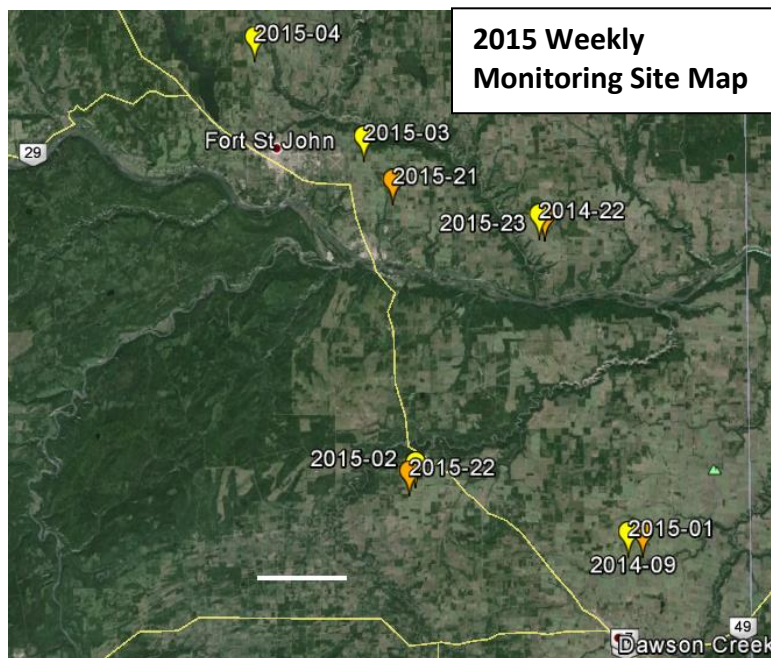 2015 Weekly
Monitoring Site Map
2015-04
Fort St John
2015-03
29
2015-21
2015-23
2014-22
2015-02
2015-22
2015-01
2014-09
49
Dawson Creek